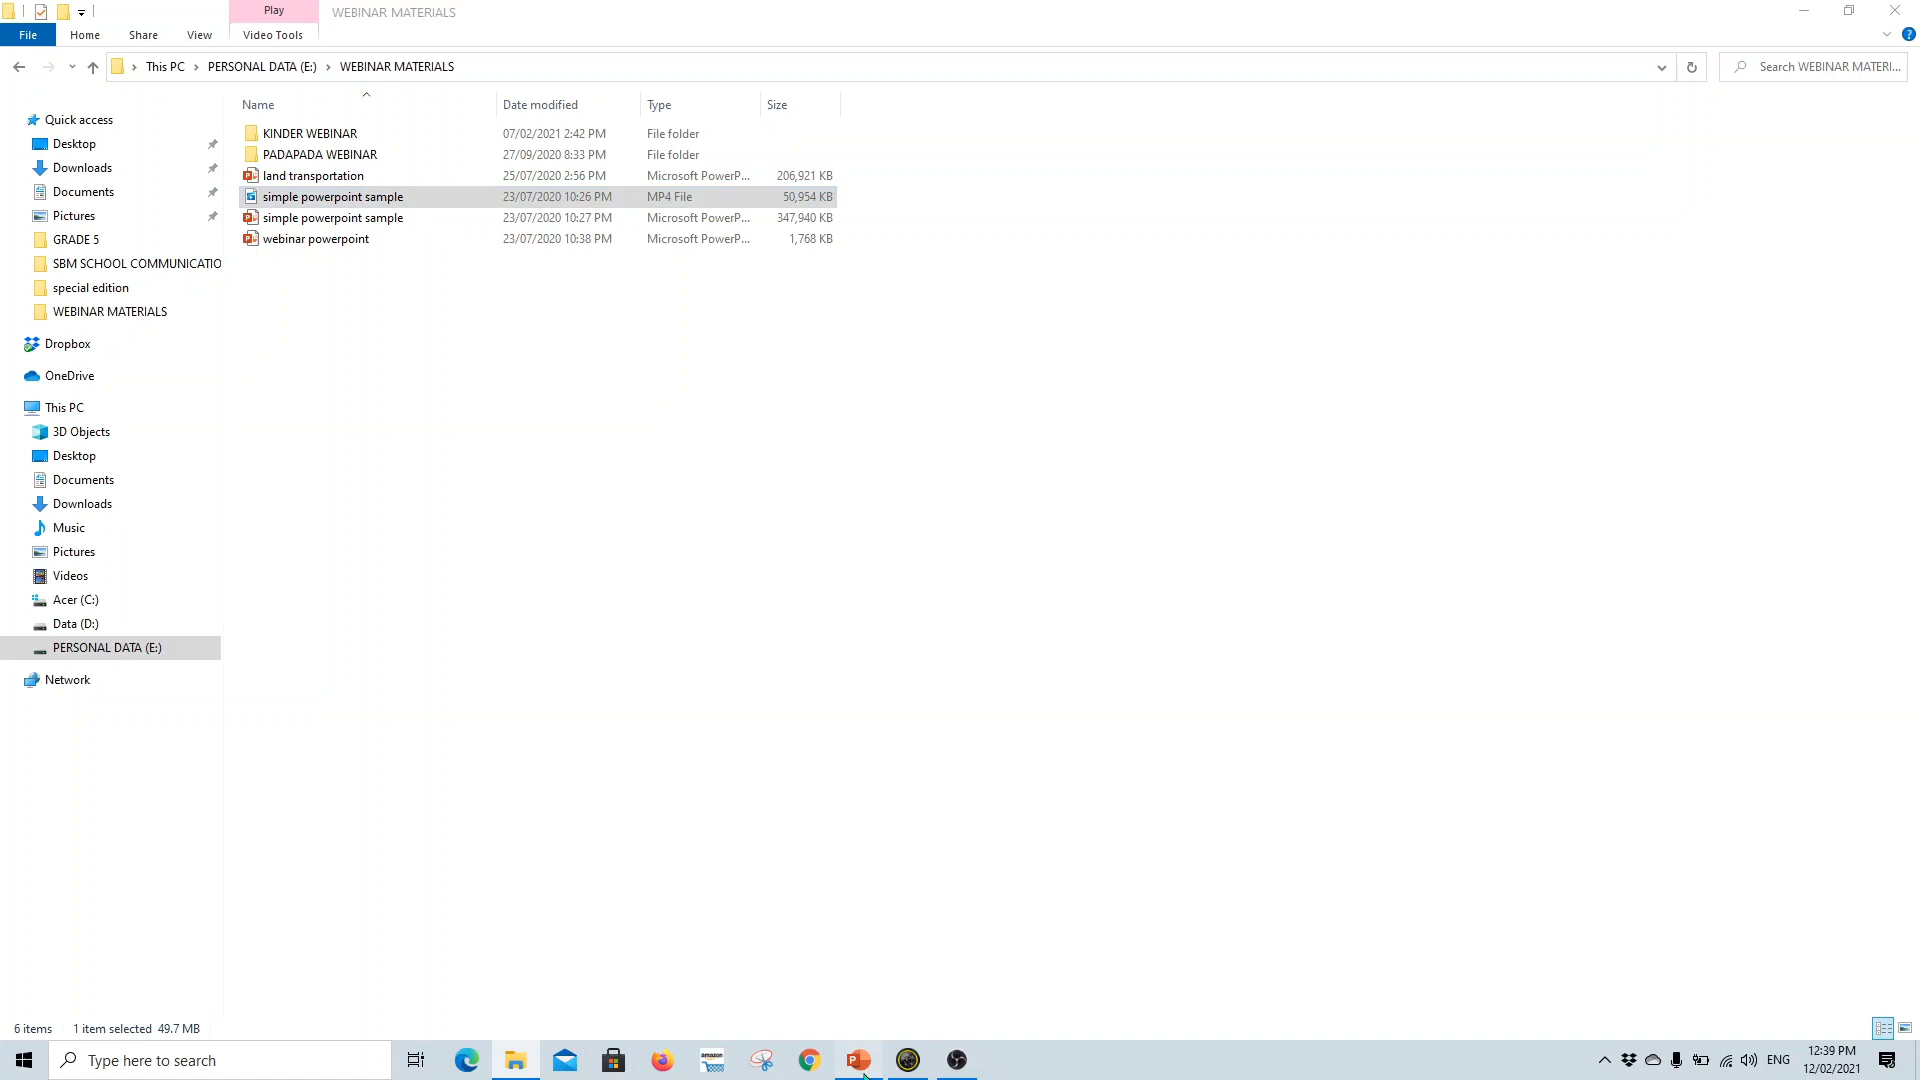 Play WEBINAR MATERIALS
File Home Share View Video Tools
This PC PERSONAL DATA (E:) WEBINAR MATERIALS Search WEBINAR MATERI...
Name Date modified Type Size
KINDER WEBINAR 07/02/2021 2:42 PM File folder
PADAPADA WEBINAR 27/09/2020 8:33 PM File folder
land transportation 25/07/2020 2:56 PM Microsoft PowerP... 206,921 KB
simple powerpoint sample 23/07/2020 10:26 PM MP4 File 50,954 KB
simple powerpoint sample 23/07/2020 10:27 PM Microsoft PowerP... 347,940 KB
webinar powerpoint 23/07/2020 10:38 PM Microsoft PowerP... 1,768 KB
Quick access
Desktop
Downloads
Documents
Pictures
GRADE 5
SBM SCHOOL COMMUNICATIO
special edition
WEBINAR MATERIALS
Dropbox
OneDrive
This PC
3D Objects
Desktop
Documents
Downloads
Music
Pictures
Videos
Acer (C:)
Data (D:)
PERSONAL DATA (E:)
Network
6 items 1 item selected 49.7 MB
Type here to search amazon ENG 12:39 PM
12/02/2021